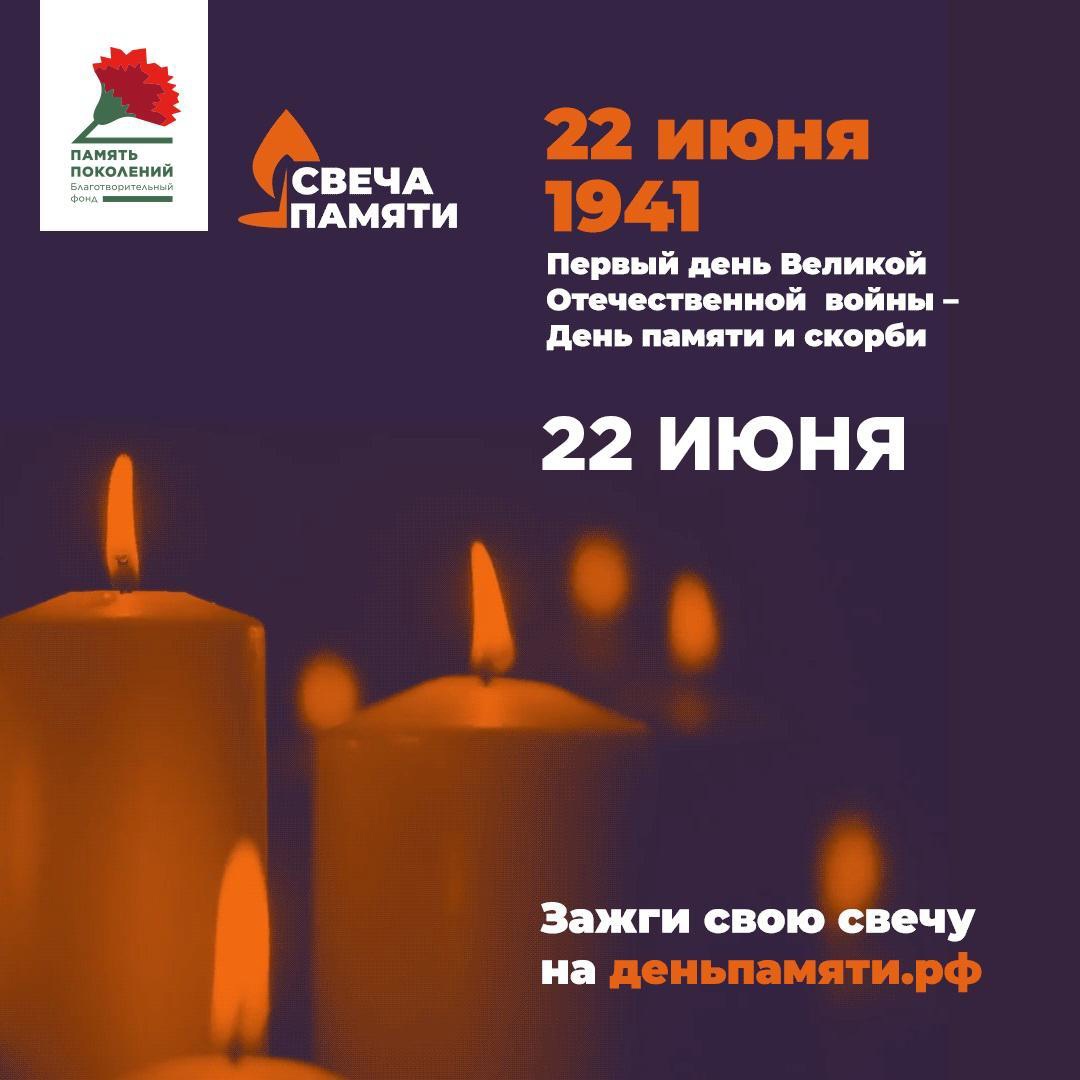 ПАМЯТЬ
ПОКОЛЕНИЙ
Благотворительный
фонд
СВЕЧА
ПАМЯТИ
22 июня
1941
Первый день Великой
Отечественной войны –
День памяти и скорби
22 ИЮНЯ
Зажги свою свечу
на деньпамяти.рф